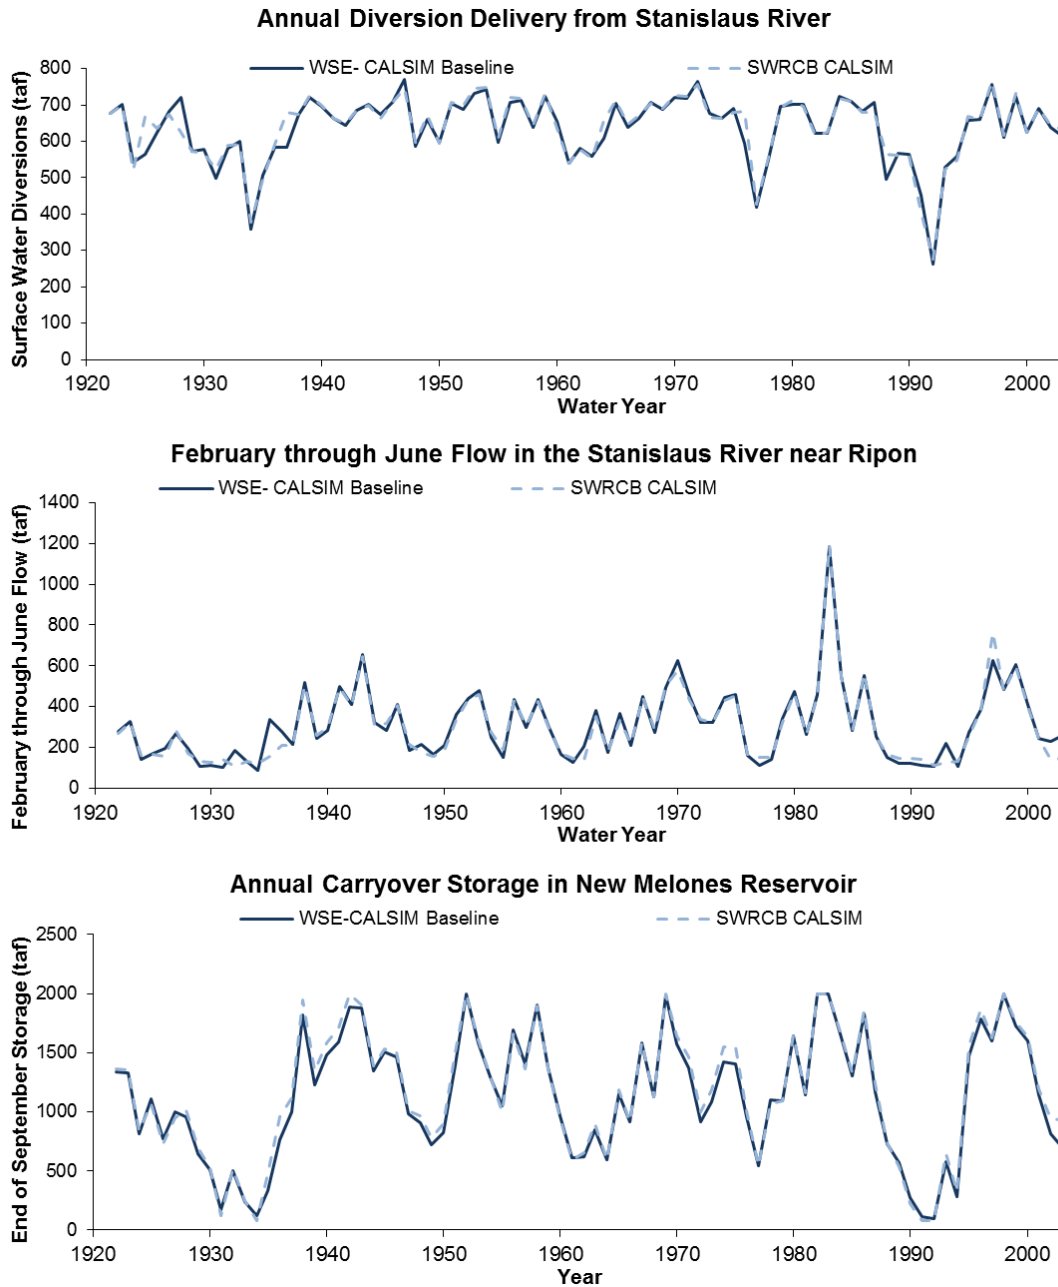 Annual Diversion Delivery from Stanislaus River
WSE- CALSIM Baseline SWRCB CALSIM
Surface Water Diversions (taf)
800
700
600
500
400
300
200
100
0
1920 1930 1940 1950 1960 1970 1980 1990 2000
Water Year
February through June Flow in the Stanislaus River near Ripon
WSE- CALSIM Baseline SWRCB CALSIM
February through June Flow (taf)
1400
1200
1000
800
600
400
200
0
1920 1930 1940 1950 1960 1970 1980 1990 2000
Water Year
Annual Carryover Storage in New Melones Reservoir
WSE-CALSIM Baseline SWRCB CALSIM
End of September Storage (taf)
2500
2000
1500
1000
500
0
1920 1930 1940 1950 1960 1970 1980 1990 2000
Year